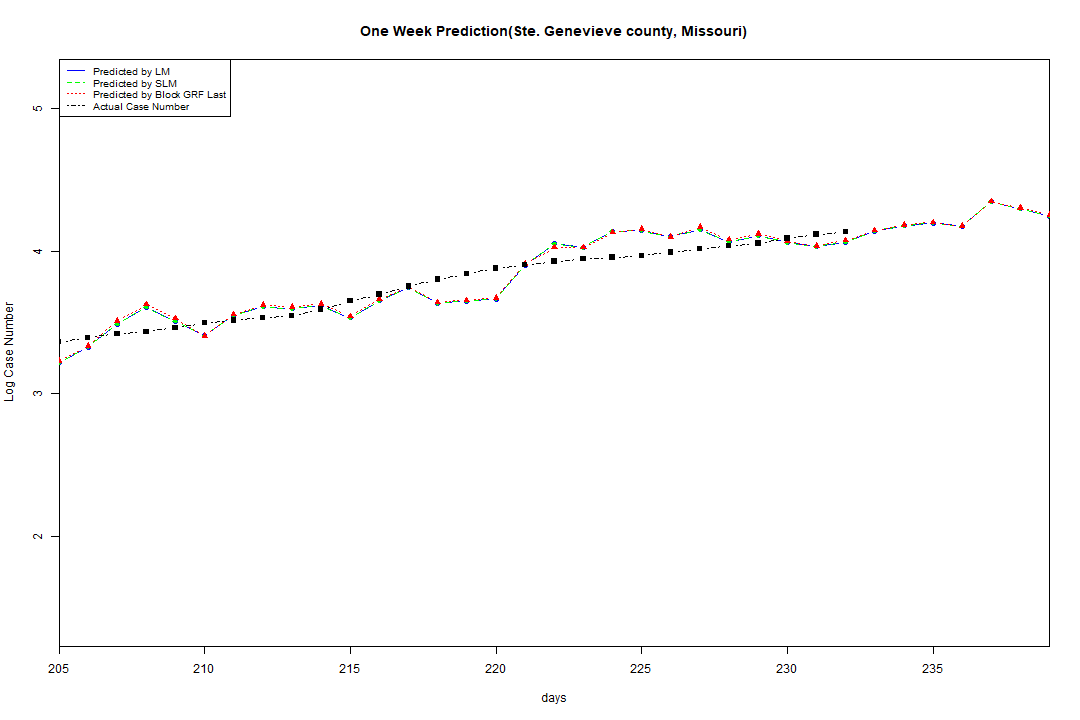 One Week Prediction(Ste. Genevieve county, Missouri)
Predicted by LM
Predicted by SLM
Predicted by Block GRF Last
Actual Case Number
5
4
3
2
Log Case Number
205 210 215 220 225 230 235
days